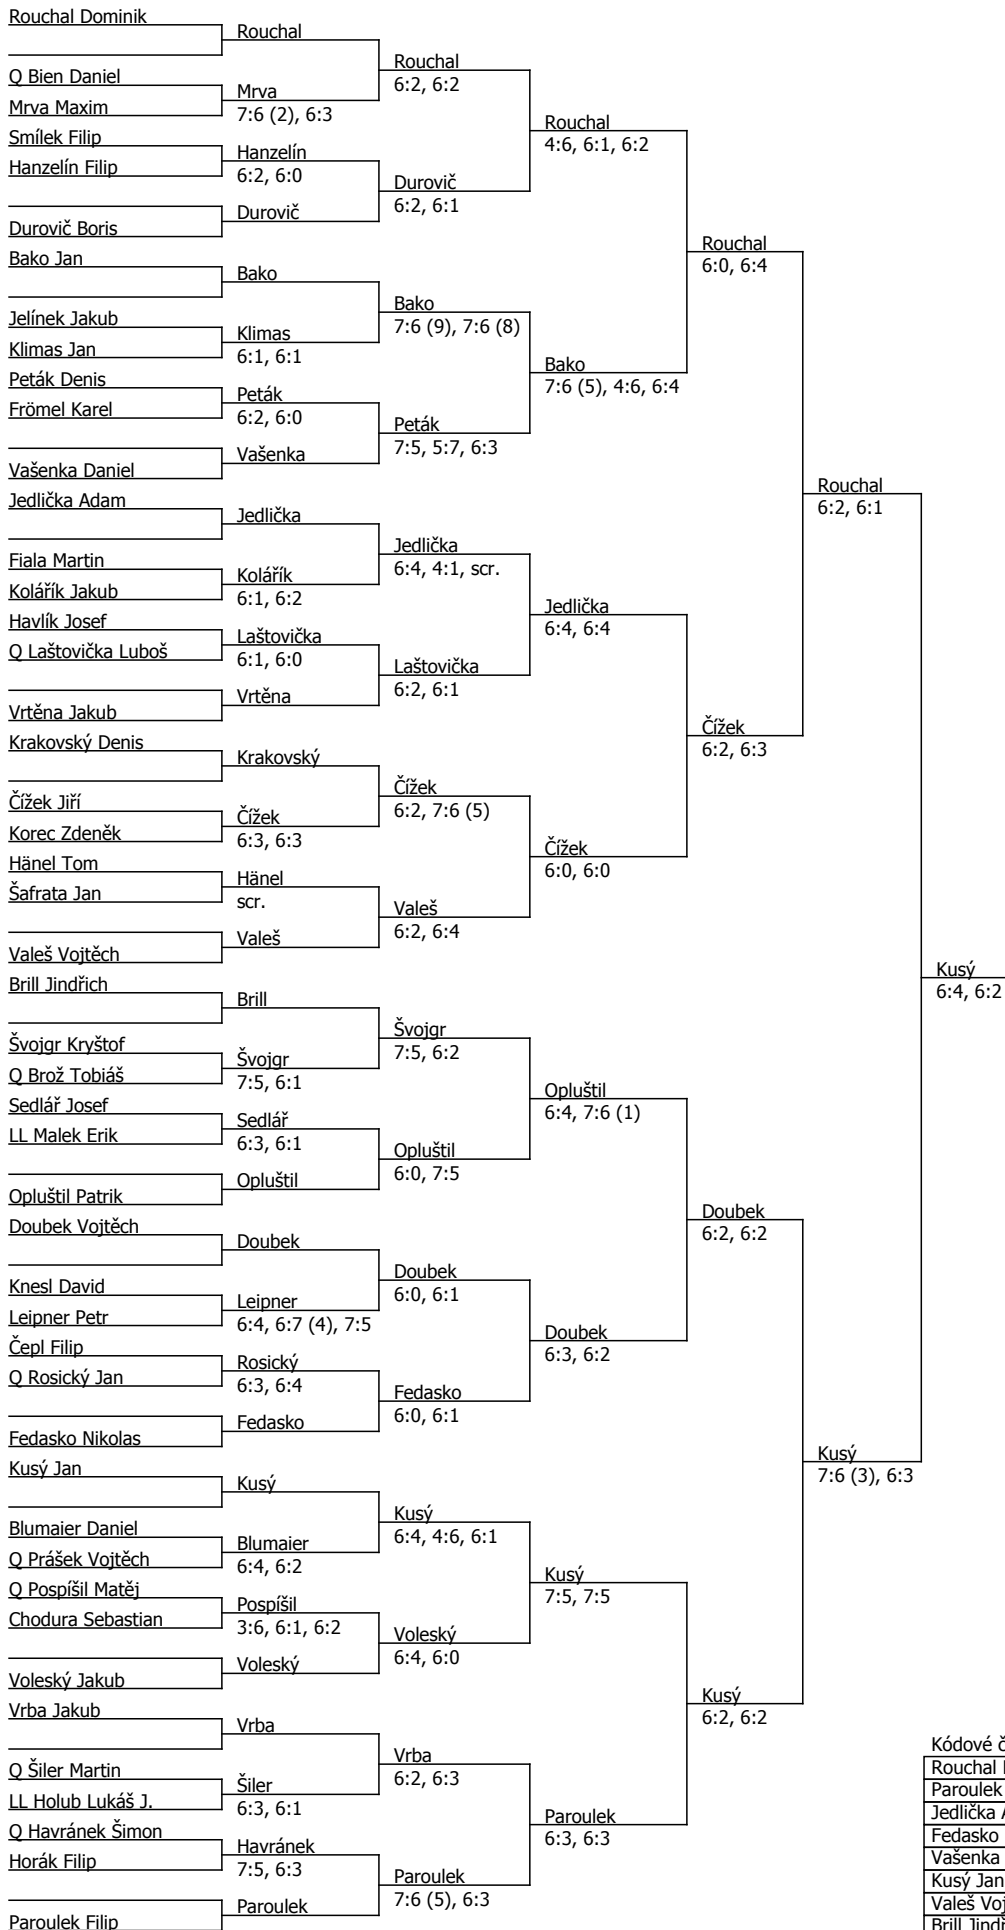 Rouchal Dominik
Q Bien Daniel
Mrva Maxim
Smílek Filip
Hanzelín Filip
Durovič Boris
Bako Jan
Jelínek Jakub
Klimas Jan
Peták Denis
Frömel Karel
Vašenka Daniel
Jedlička Adam
Fiala Martin
Kolářík Jakub
Havlík Josef
Q Laštovička Luboš
Vrtěna Jakub
Krakovský Denis
Čížek Jiří
Korec Zdeněk
Hänel Tom
Šafrata Jan
Valeš Vojtěch
Brill Jindřich
Švojgr Kryštof
Q Brož Tobiáš
Sedlář Josef
LL Malek Erik
Opluštil Patrik
Doubek Vojtěch
Knesl David
Leipner Petr
Čepl Filip
Q Rosický Jan
Fedasko Nikolas
Kusý Jan
Blumaier Daniel
Q Prášek Vojtěch
Q Pospíšil Matěj
Chodura Sebastian
Voleský Jakub
Vrba Jakub
Q Šiler Martin
LL Holub Lukáš J.
Q Havránek Šimon
Horák Filip
Paroulek Filip
Rouchal
Mrva
7:6 (2), 6:3
Hanzelín
6:2, 6:0
Durovič
Bako
Klimas
6:1, 6:1
Peták
6:2, 6:0
Vašenka
Jedlička
Kolářík
6:1, 6:2
Laštovička
6:1, 6:0
Vrtěna
Krakovský
Čížek
6:3, 6:3
Hänel
scr.
Valeš
Brill
Švojgr
7:5, 6:1
Sedlář
6:3, 6:1
Opluštil
Doubek
Leipner
6:4, 6:7 (4), 7:5
Rosický
6:3, 6:4
Fedasko
Kusý
Blumaier
6:4, 6:2
Pospíšil
3:6, 6:1, 6:2
Voleský
Vrba
Šiler
6:3, 6:1
Havránek
7:5, 6:3
Paroulek
Rouchal
6:2, 6:2
Durovič
6:2, 6:1
Bako
7:6 (9), 7:6 (8)
Peták
7:5, 5:7, 6:3
Jedlička
6:4, 4:1, scr.
Laštovička
6:2, 6:1
Čížek
6:2, 7:6 (5)
Valeš
6:2, 6:4
Švojgr
7:5, 6:2
Opluštil
6:0, 7:5
Doubek
6:0, 6:1
Fedasko
6:0, 6:1
Kusý
6:4, 4:6, 6:1
Voleský
6:4, 6:0
Vrba
6:2, 6:3
Paroulek
7:6 (5), 6:3
Rouchal
4:6, 6:1, 6:2
Bako
7:6 (5), 4:6, 6:4
Jedlička
6:4, 6:4
Čížek
6:0, 6:0
Opluštil
6:4, 7:6 (1)
Doubek
6:3, 6:2
Kusý
7:5, 7:5
Paroulek
6:3, 6:3
Rouchal
6:0, 6:4
Čížek
6:2, 6:3
Doubek
6:2, 6:2
Kusý
6:2, 6:2
Rouchal
6:2, 6:1
Kusý
7:6 (3), 6:3
Kusý
6:4, 6:2
Kódové č
Rouchal
Paroulek
Jedlička
Fedasko
Vašenka
Kusý Jan
Valeš Voj
Brill Jindř